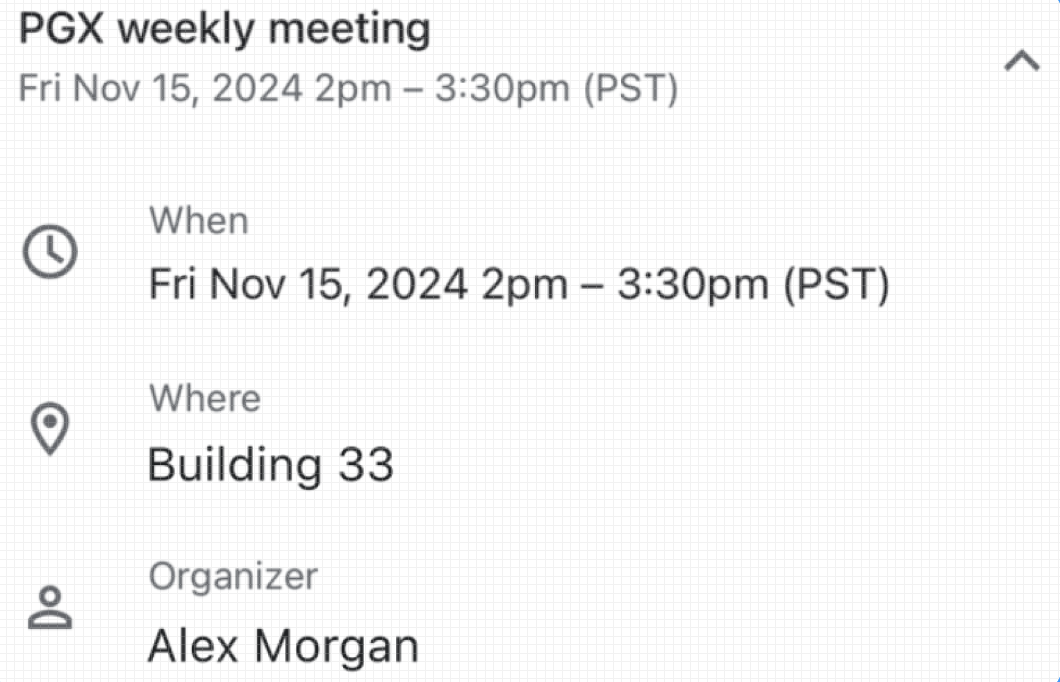 PGX weekly meeting
Fri Nov 15, 2024 2pm – 3:30pm (PST)
When
Fri Nov 15, 2024 2pm – 3:30pm (PST)
Where
Building 33
Organizer
Alex Morgan